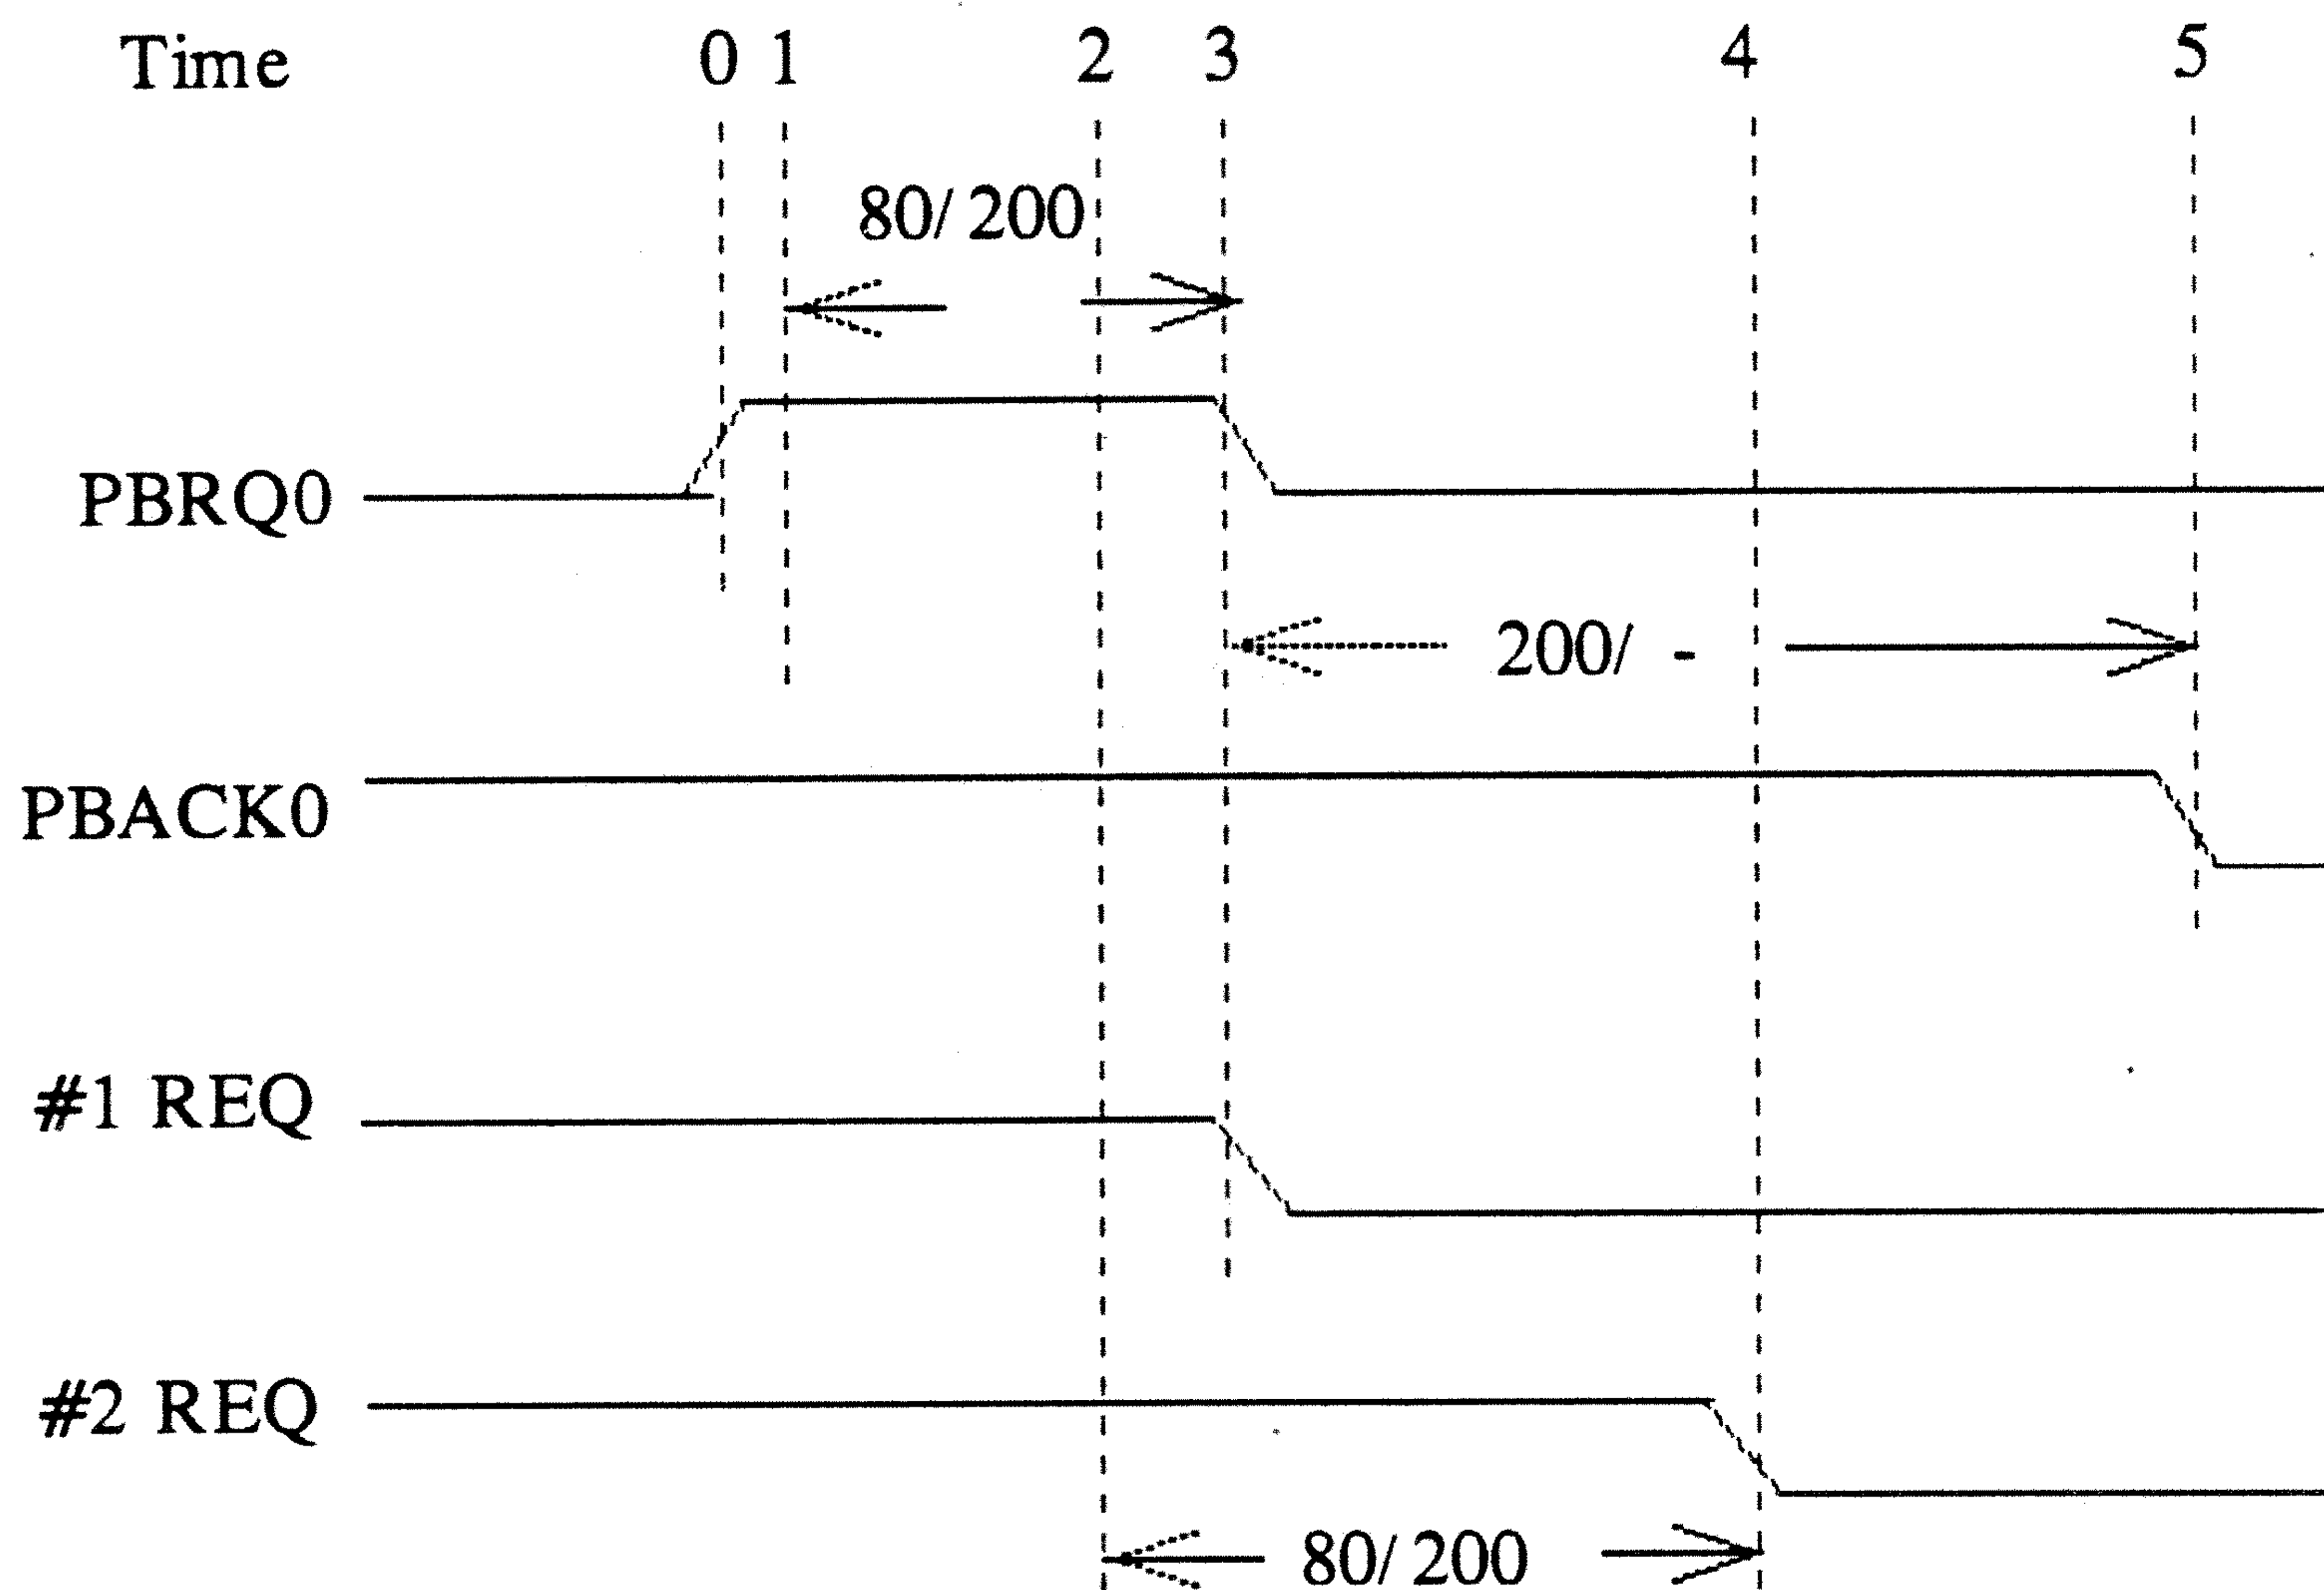 Time 0 1 2 3 4 5
80/ 200
PBRQ0
200/ -
PBACK0
#1 REQ
#2 REQ
80/ 200